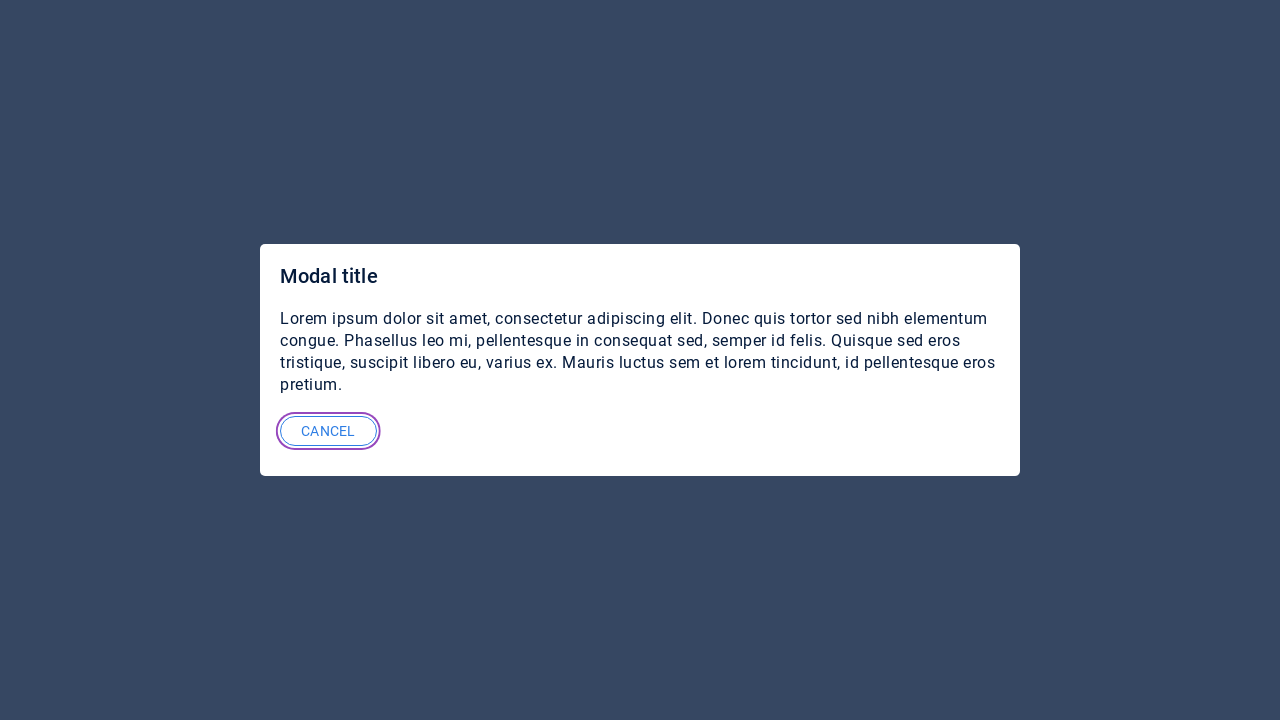 Modal title
Lorem ipsum dolor sit amet, consectetur adipiscing elit. Donec quis tortor sed nibh elementum
congue. Phasellus leo mi, pellentesque in consequat sed, semper id felis. Quisque sed eros
tristique, suscipit libero eu, varius ex. Mauris luctus sem et lorem tincidunt, id pellentesque eros
pretium.
CANCEL